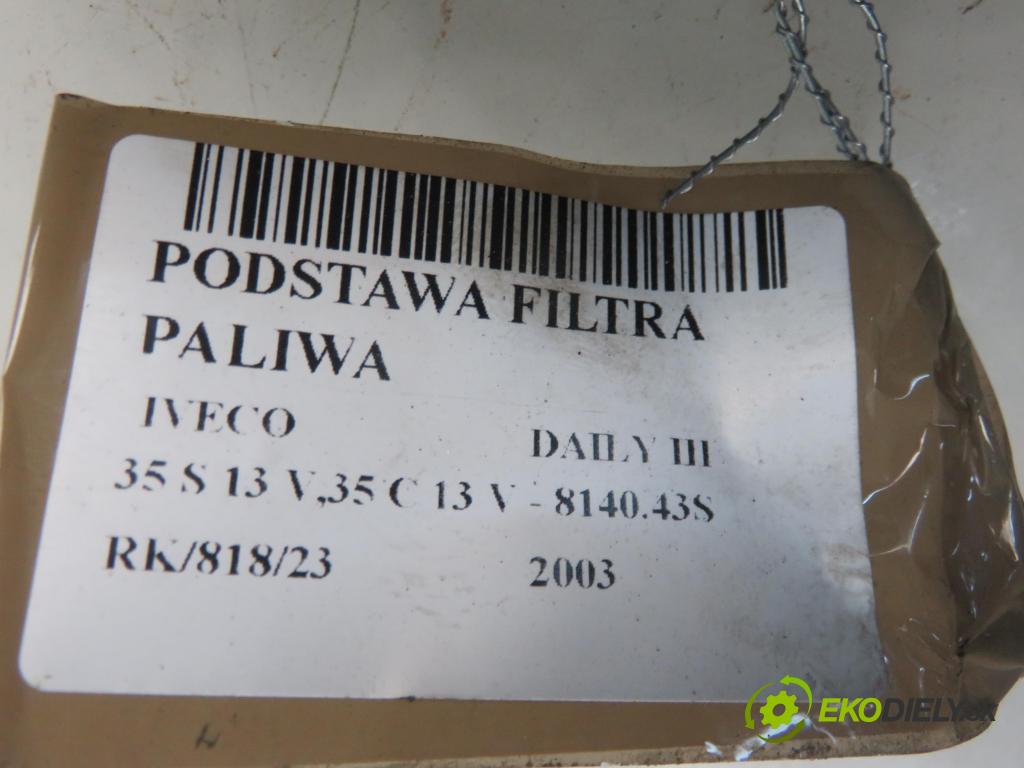 PODSTAWA FILTRA
PALIWA
IVECO DAILY III
35 S 13 V,35 C 13 V - 8140.43S
RK/818/23 2003
EKODIELY.SK